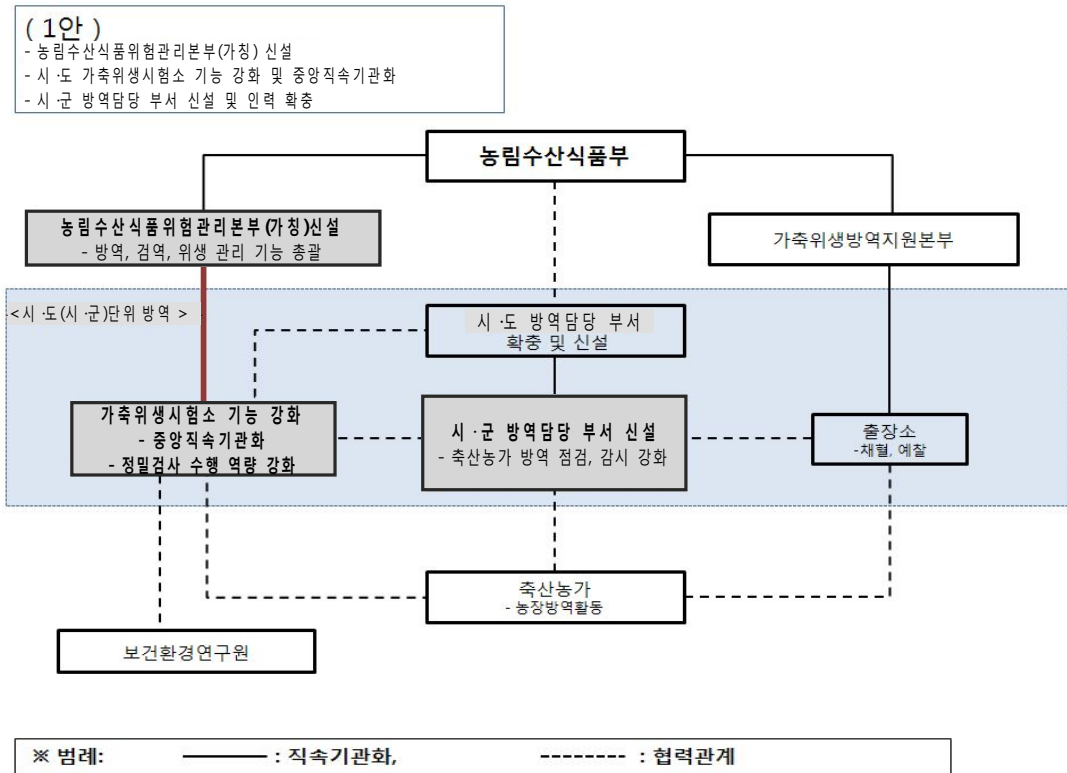 ( 1안 )
- 농림수산식품위험관리본부(가칭) 신설
- 시·도 가축위생시험소 기능 강화 및 중앙직속기관화
- 시·군 방역담당 부서 신설 및 인력 확충
농림수산식품부
농림수산식품위험관리본부(가칭)신설
- 방역, 검역, 위생 관리 기능 총괄
가축위생방역지원본부
<시·도(시·군)단위 방역 >
시·도 방역담당 부서
확충 및 신설
가축위생시험소 기능 강화
- 중앙직속기관화
- 정밀검사 수행 역량 강화
시·군 방역담당 부서 신설
- 축산농가 방역 점검, 감시 강화
출장소
-채혈, 예찰
축산농가
- 농장방역활동
보건환경연구원
※ 범례: : 직속기관화, : 협력관계